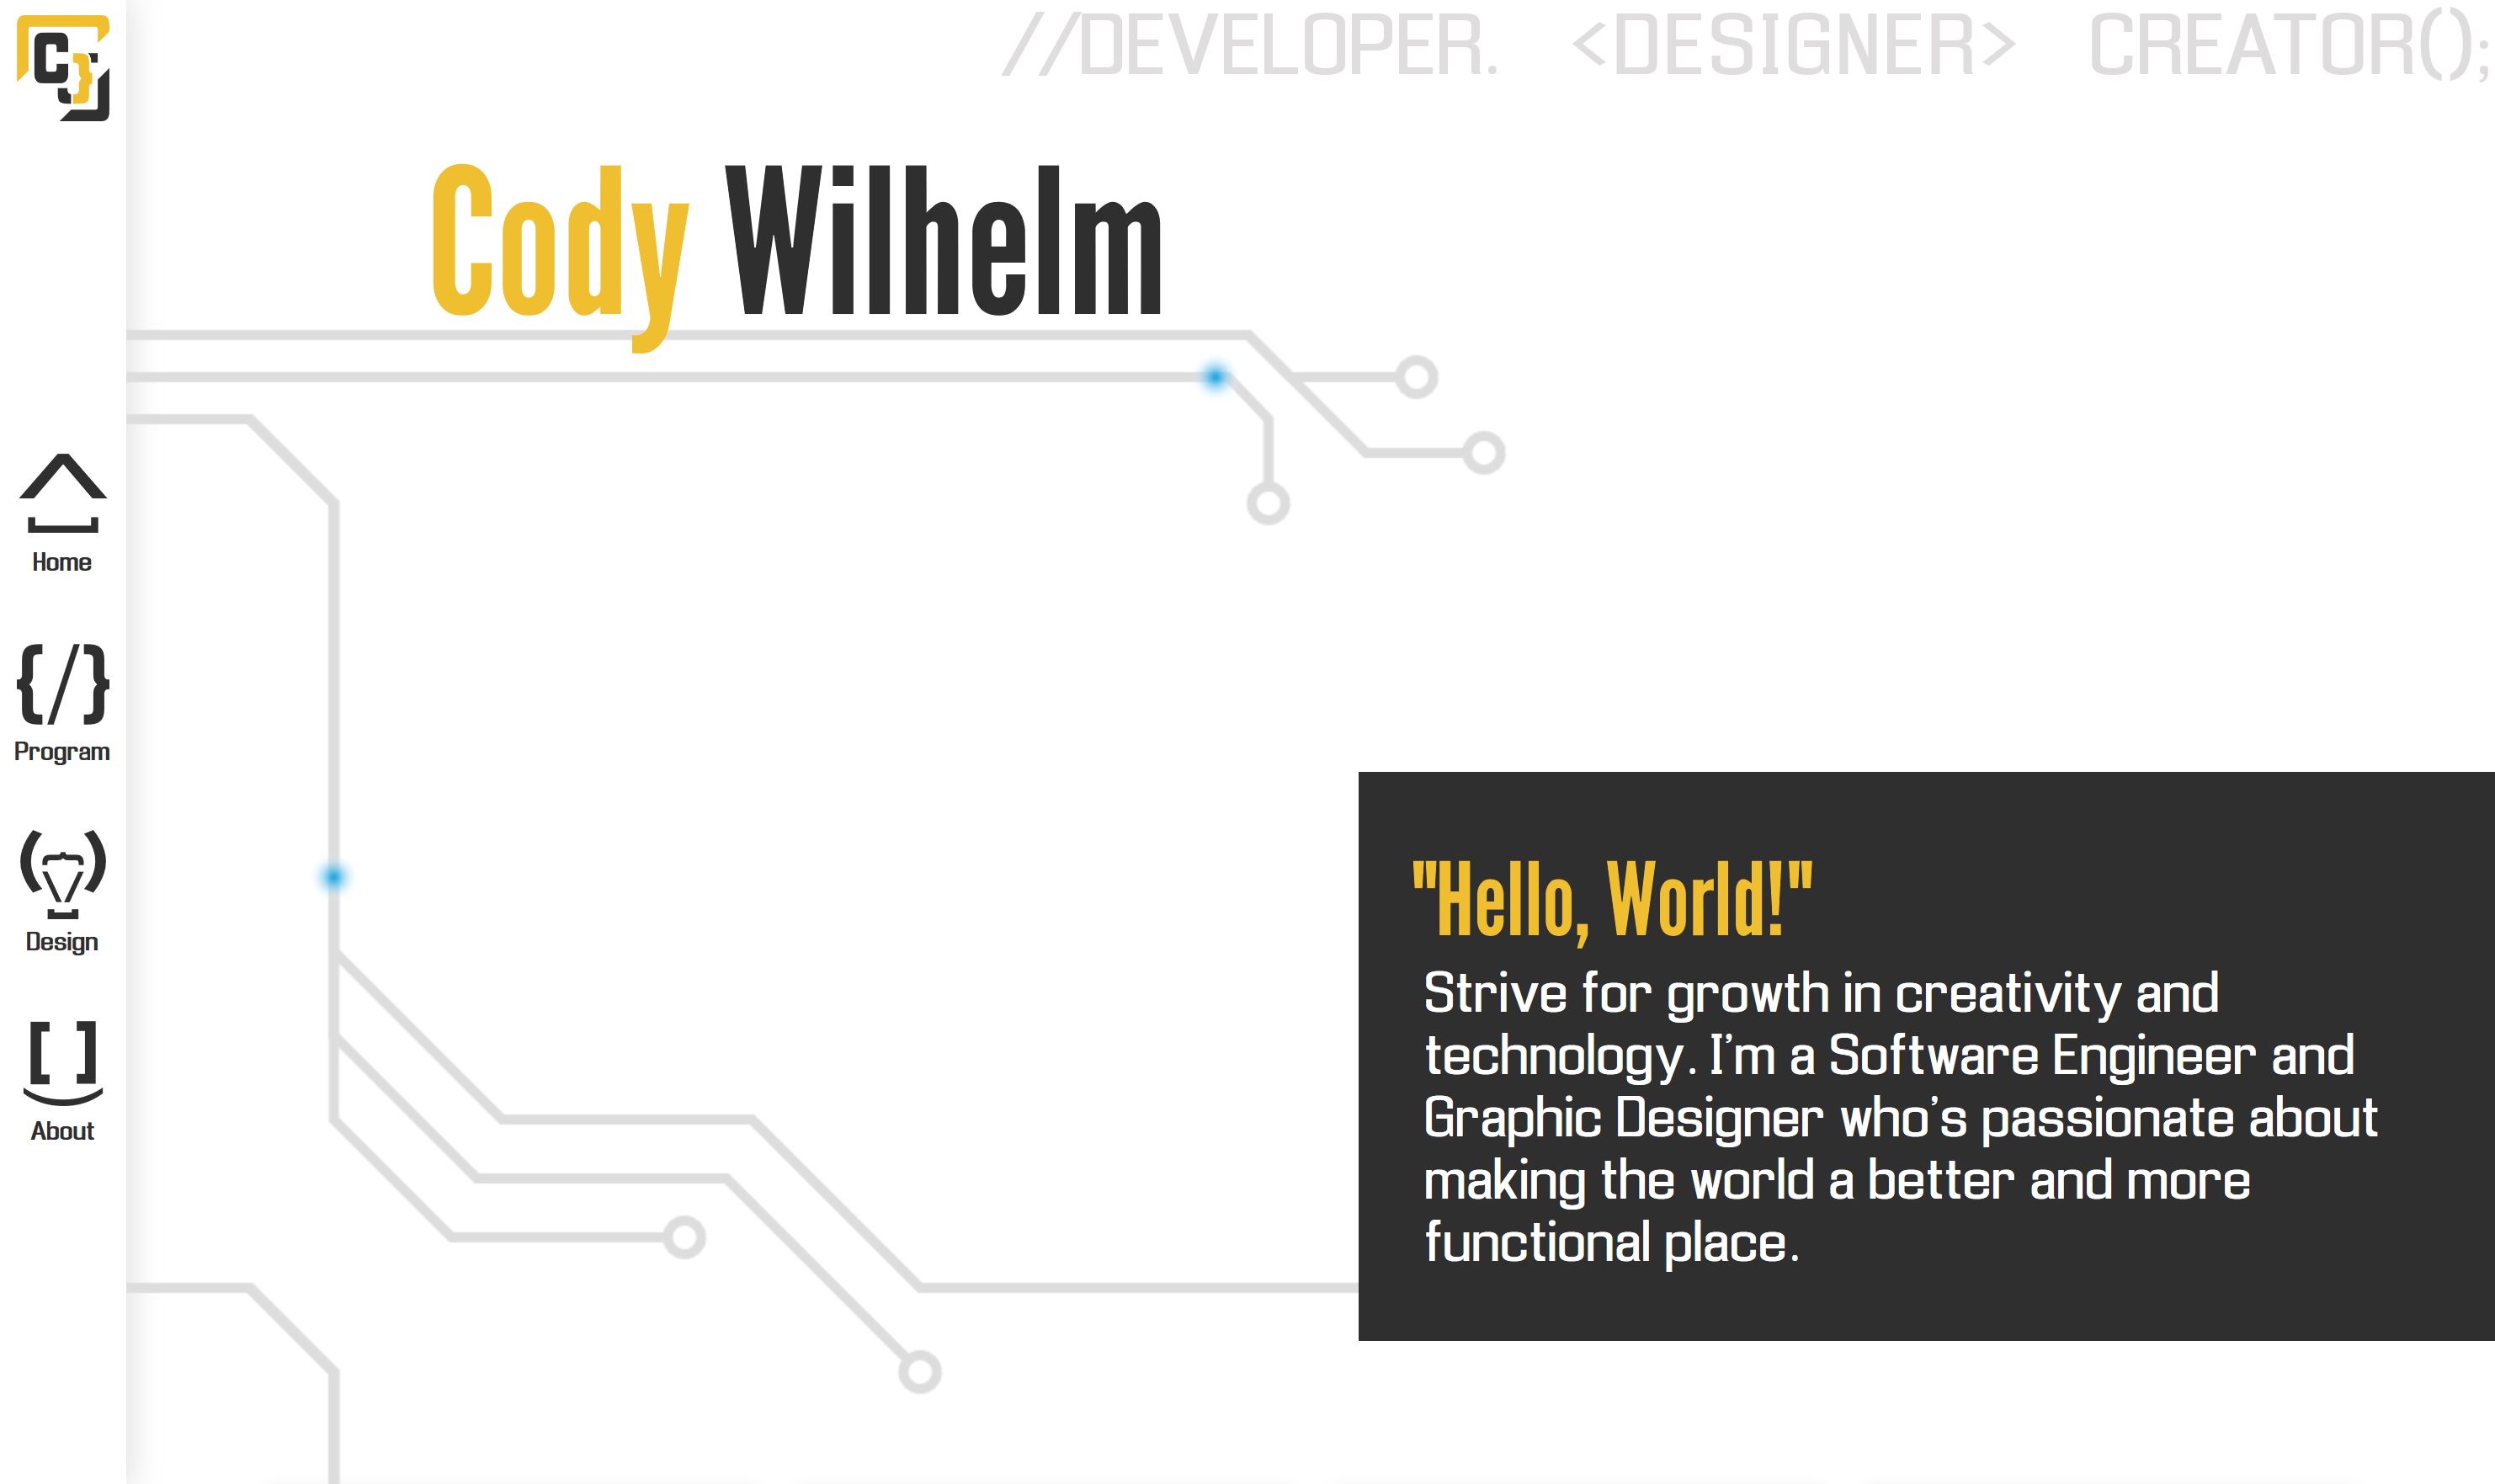 //DEVELOPER. <DESIGNER> CREATOR();
Cody Wilhelm
Home
{/}
Program
Design
About
"Hello, World!"
Strive for growth in creativity and
technology. I'm a Software Engineer and
Graphic Designer who's passionate about
making the world a better and more
functional place.